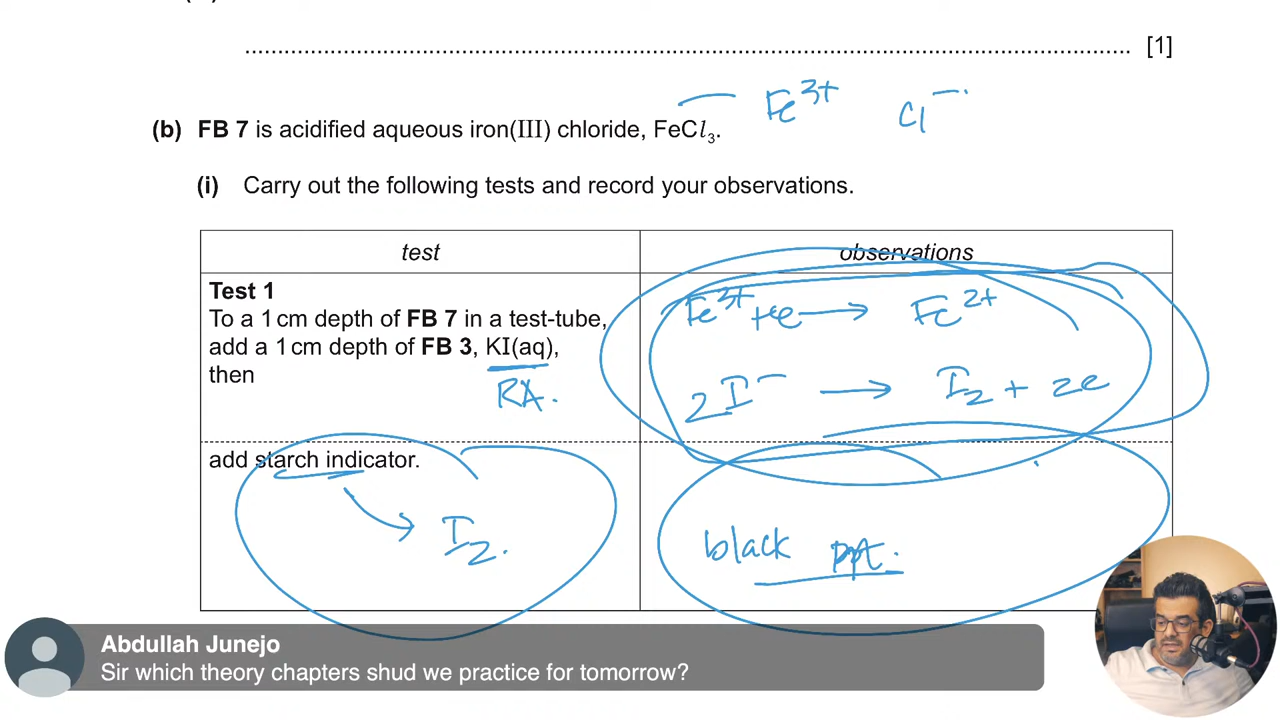 [1]
Fe3+ Cl–
(b) FB 7 is acidified aqueous iron(III) chloride, FeCl3.
(i) Carry out the following tests and record your observations.
test observations
Test 1
To a 1 cm depth of FB 7 in a test-tube,
add a 1 cm depth of FB 3, KI(aq),
then
RA.
Fe3+ +e → Fe2+
2I– → I2 + 2e
add starch indicator.
I2.
black ppt.
Abdullah Junejo
Sir which theory chapters shud we practice for tomorrow?